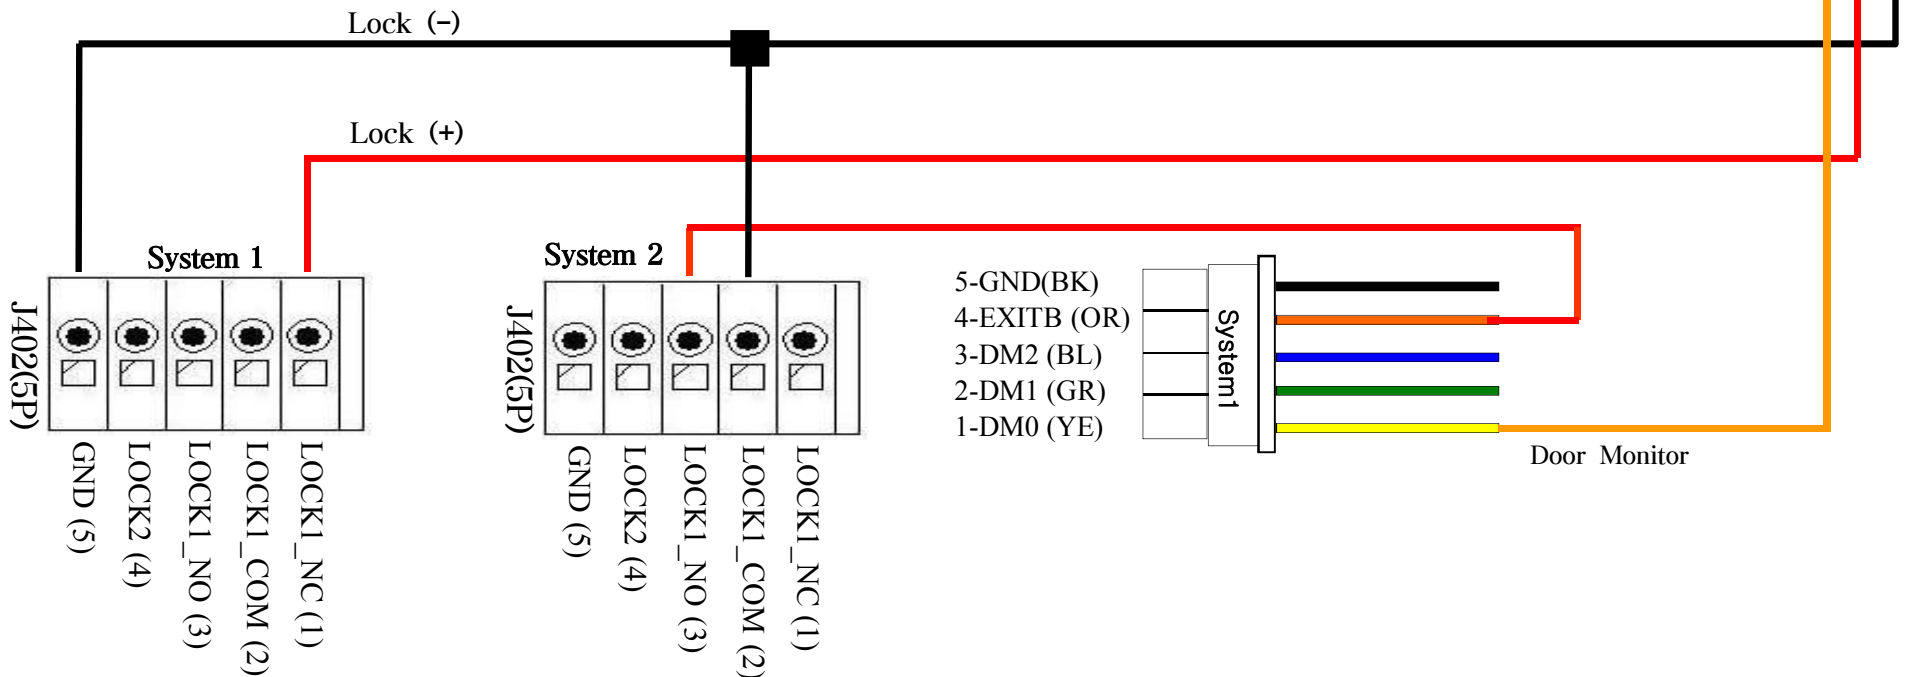 Lock (-)
Lock (+)
System 1
J402(5P)
GND (5)
LOCK2 (4)
LOCK1_NO (3)
LOCK1_COM (2)
LOCK1_NC (1)
System 2
J402(5P)
GND (5)
LOCK2 (4)
LOCK1_NO (3)
LOCK1_COM (2)
LOCK1_NC (1)
5-GND(BK)
4-EXITB (OR)
3-DM2 (BL)
2-DM1 (GR)
1-DM0 (YE)
System1
Door Monitor